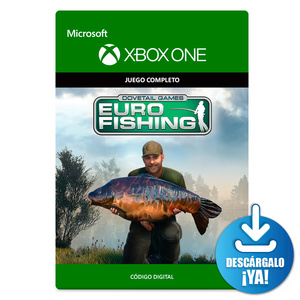 Microsoft
XBOX ONE
JUEGO COMPLETO
DOVETAIL GAMES
EURO
FISHING
CÓDIGO DIGITAL
DESCÁRGALO
¡YA!